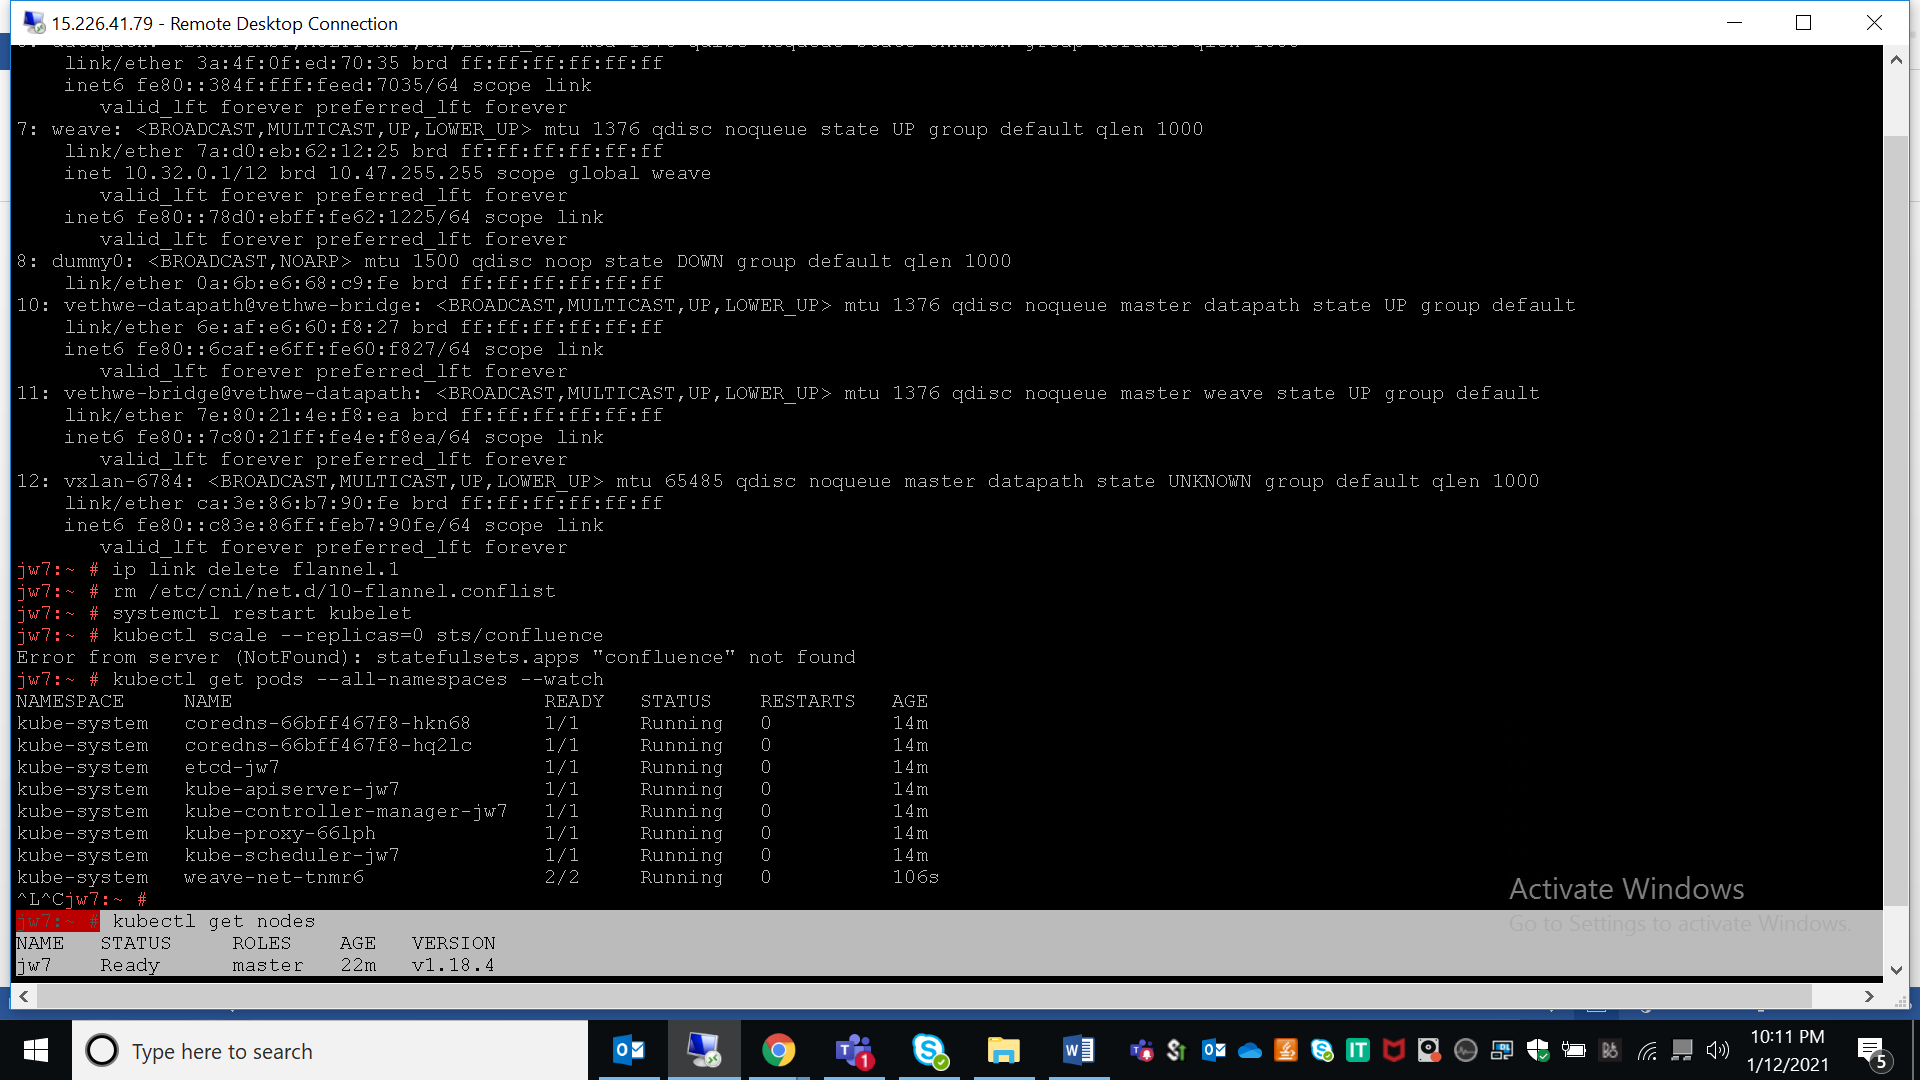 15.226.41.79 - Remote Desktop Connection
link/ether 3a:4f:0f:ed:70:35 brd ff:ff:ff:ff:ff:ff
inet6 fe80::384f:fff:feed:7035/64 scope link
valid_lft forever preferred_lft forever
7: weave: <BROADCAST,MULTICAST,UP,LOWER_UP> mtu 1376 qdisc noqueue state UP group default qlen 1000
link/ether 7a:d0:eb:62:12:25 brd ff:ff:ff:ff:ff:ff
inet 10.32.0.1/12 brd 10.47.255.255 scope global weave
valid_lft forever preferred_lft forever
inet6 fe80::78d0:ebff:fe62:1225/64 scope link
valid_lft forever preferred_lft forever
8: dummy0: <BROADCAST,NOARP> mtu 1500 qdisc noop state DOWN group default qlen 1000
link/ether 0a:6b:e6:68:c9:fe brd ff:ff:ff:ff:ff:ff
10: vethwe-datapath@vethwe-bridge: <BROADCAST,MULTICAST,UP,LOWER_UP> mtu 1376 qdisc noqueue master datapath state UP group default
link/ether 6e:af:e6:60:f8:27 brd ff:ff:ff:ff:ff:ff
inet6 fe80::6caf:e6ff:fe60:f827/64 scope link
valid_lft forever preferred_lft forever
11: vethwe-bridge@vethwe-datapath: <BROADCAST,MULTICAST,UP,LOWER_UP> mtu 1376 qdisc noqueue master weave state UP group default
link/ether 7e:80:21:4e:f8:ea brd ff:ff:ff:ff:ff:ff
inet6 fe80::7c80:21ff:fe4e:f8ea/64 scope link
valid_lft forever preferred_lft forever
12: vxlan-6784: <BROADCAST,MULTICAST,UP,LOWER_UP> mtu 65485 qdisc noqueue master datapath state UNKNOWN group default qlen 1000
link/ether ca:3e:86:b7:90:fe brd ff:ff:ff:ff:ff:ff
inet6 fe80::c83e:86ff:feb7:90fe/64 scope link
valid_lft forever preferred_lft forever
jw7:~ # ip link delete flannel.1
jw7:~ # rm /etc/cni/net.d/10-flannel.conflist
jw7:~ # systemctl restart kubelet
jw7:~ # kubectl scale --replicas=0 sts/confluence
Error from server (NotFound): statefulsets.apps "confluence" not found
jw7:~ # kubectl get pods --all-namespaces --watch
NAMESPACE NAME READY STATUS RESTARTS AGE
kube-system coredns-66bff467f8-hkn68 1/1 Running 0 14m
kube-system coredns-66bff467f8-hq2lc 1/1 Running 0 14m
kube-system etcd-jw7 1/1 Running 0 14m
kube-system kube-apiserver-jw7 1/1 Running 0 14m
kube-system kube-controller-manager-jw7 1/1 Running 0 14m
kube-system kube-proxy-66lph 1/1 Running 0 14m
kube-system kube-scheduler-jw7 1/1 Running 0 14m
kube-system weave-net-tnmr6 2/2 Running 0 106s
^L^Cjw7:~ #
jw7:~ # kubectl get nodes
NAME STATUS ROLES AGE VERSION
jw7 Ready master 22m v1.18.4
Activate Windows
Go to Settings to activate Windows.
Type here to search
10:11 PM
1/12/2021
1
5